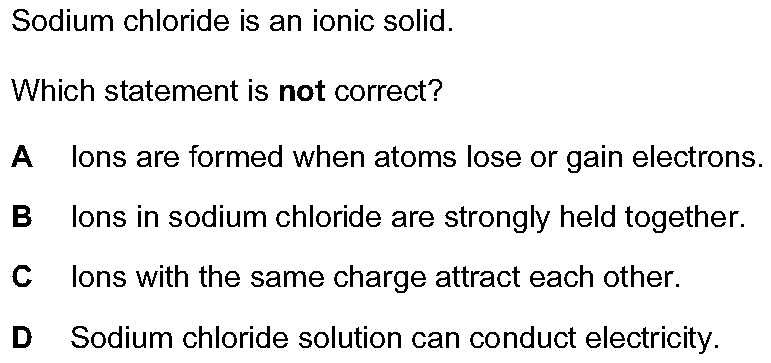 Sodium chloride is an ionic solid.
Which statement is not correct?
A Ions are formed when atoms lose or gain electrons.
B Ions in sodium chloride are strongly held together.
C Ions with the same charge attract each other.
D Sodium chloride solution can conduct electricity.